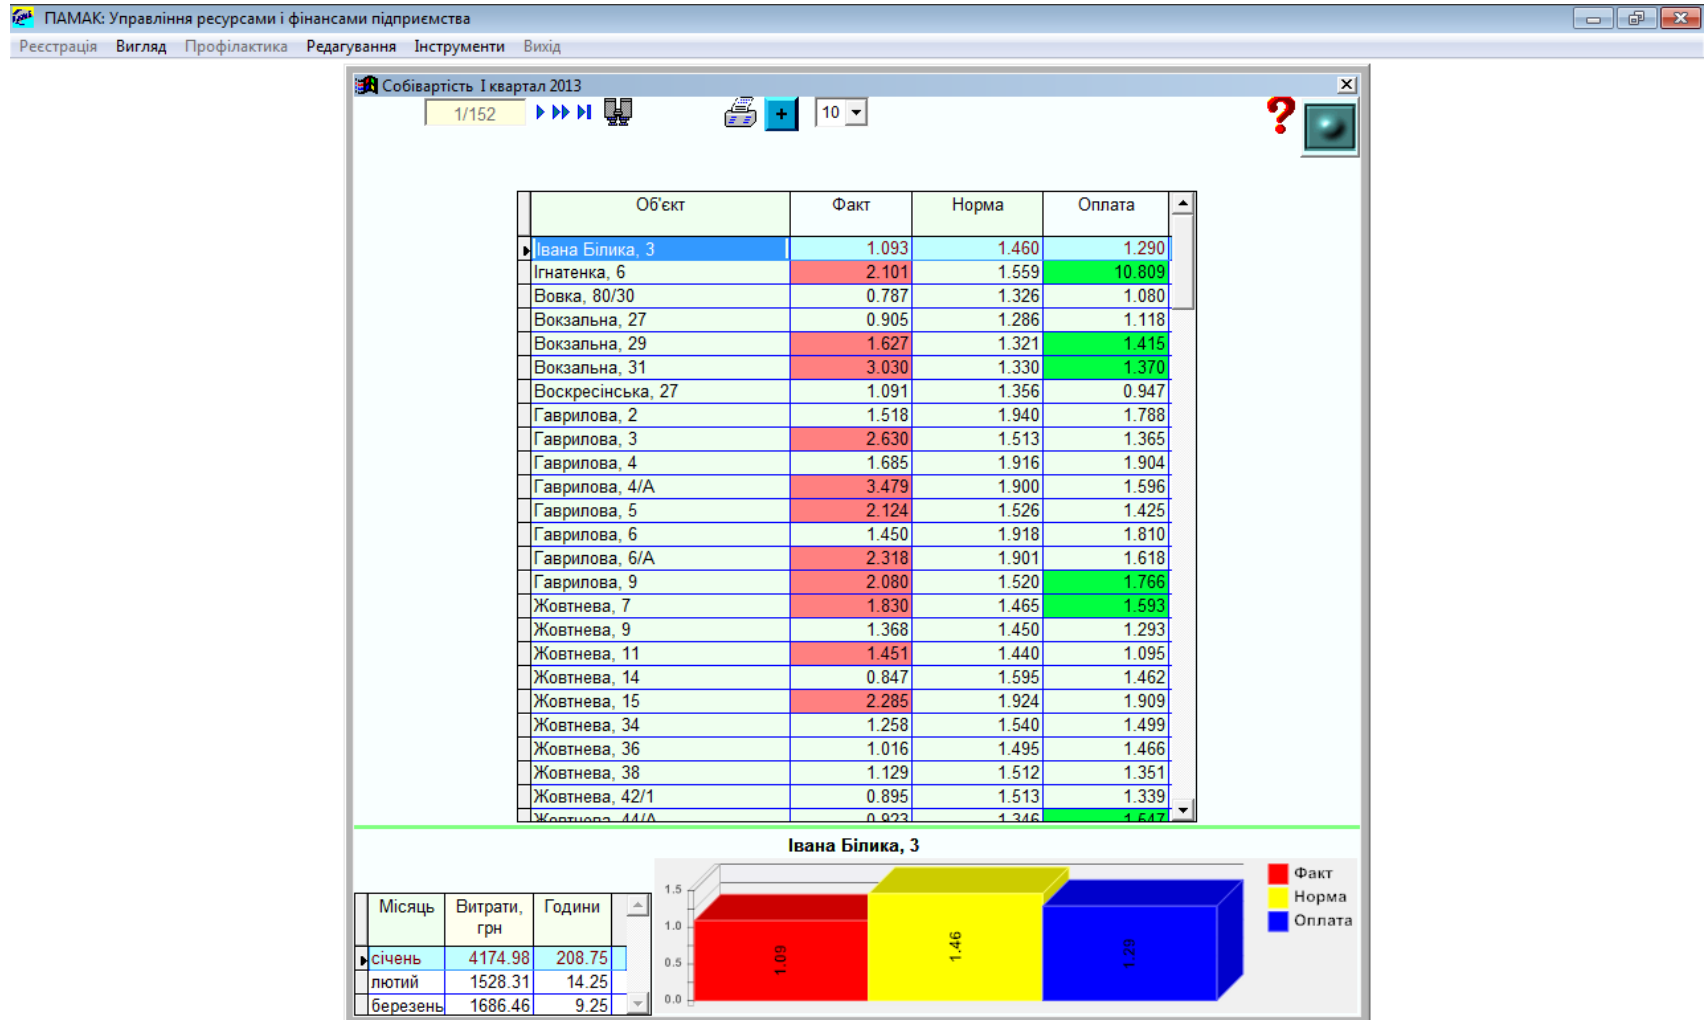 ПАМАК: Управління ресурсами і фінансами підприємства
Реєстрація Вигляд Профілактика Редагування Інструменти Вихід
Собівартість І квартал 2013
1/152 10
Об'єкт Факт Норма Оплата
Івана Білика, 3 1.093 1.460 1.290
Ігнатенка, 6 2.101 1.559 10.809
Вовка, 80/30 0.787 1.326 1.080
Вокзальна, 27 0.905 1.286 1.118
Вокзальна, 29 1.627 1.321 1.415
Вокзальна, 31 3.030 1.330 1.370
Воскресінська, 27 1.091 1.356 0.947
Гаврилова, 2 1.518 1.940 1.788
Гаврилова, 3 2.630 1.513 1.365
Гаврилова, 4 1.685 1.916 1.904
Гаврилова, 4/А 3.479 1.900 1.596
Гаврилова, 5 2.124 1.526 1.425
Гаврилова, 6 1.450 1.918 1.810
Гаврилова, 6/А 2.318 1.901 1.618
Гаврилова, 9 2.080 1.520 1.766
Жовтнева, 7 1.830 1.465 1.593
Жовтнева, 9 1.368 1.450 1.293
Жовтнева, 11 1.451 1.440 1.095
Жовтнева, 14 0.847 1.595 1.462
Жовтнева, 15 2.285 1.924 1.909
Жовтнева, 34 1.258 1.540 1.499
Жовтнева, 36 1.016 1.495 1.466
Жовтнева, 38 1.129 1.512 1.351
Жовтнева, 42/1 0.895 1.513 1.339
Жовтнева, 44/А 0.923 1.346 1.547
Івана Білика, 3
Місяць Витрати, грн Години
січень 4174.98 208.75
лютий 1528.31 14.25
березень 1686.46 9.25
1.5
1.0
0.5
0.0
1.09
1.46
1.29
Факт
Норма
Оплата